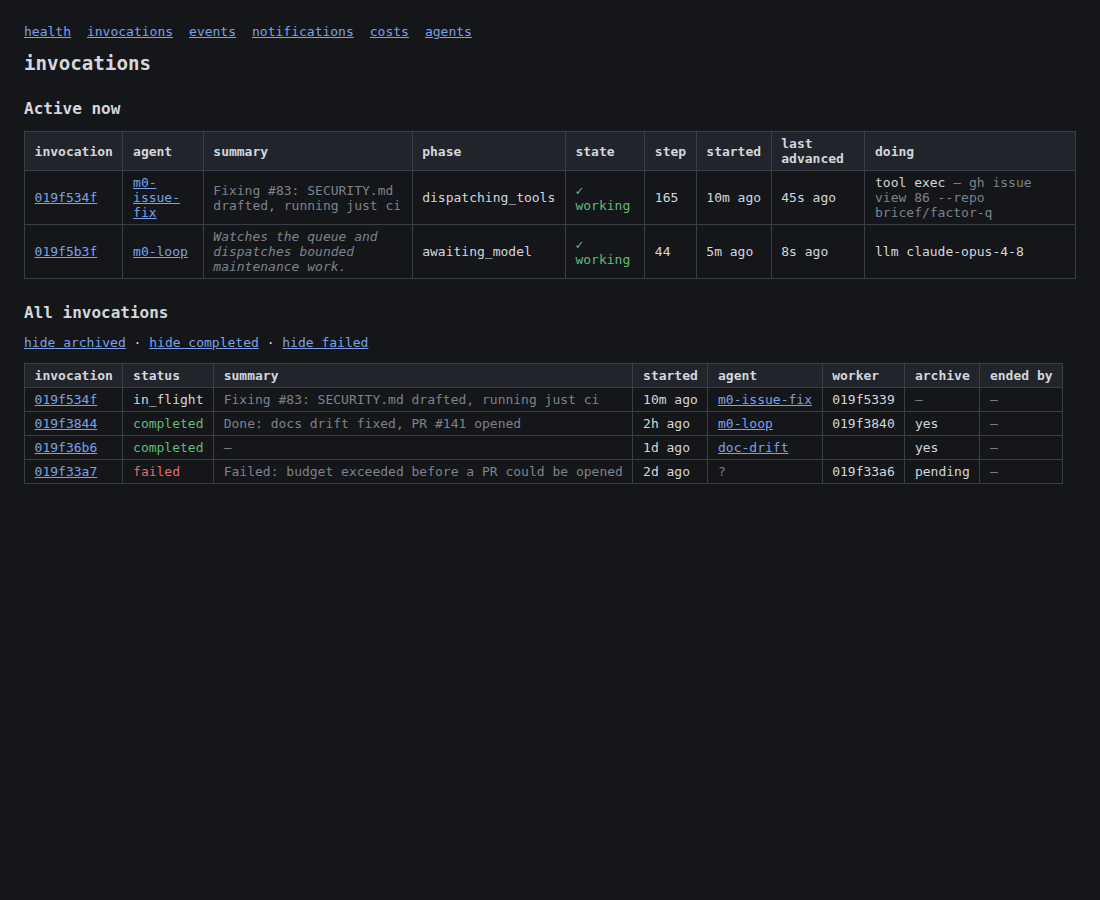 health invocations events notifications costs agents
invocations
Active now
invocation agent summary phase state step started last advanced doing
019f534f m0-issue-fix Fixing #83: SECURITY.md drafted, running just ci dispatching_tools ✓ working 165 10m ago 45s ago tool exec — gh issue view 86 --repo bricef/factor-q
019f5b3f m0-loop Watches the queue and dispatches bounded maintenance work. awaiting_model ✓ working 44 5m ago 8s ago llm claude-opus-4-8
All invocations
hide archived · hide completed · hide failed
invocation status summary started agent worker archive ended by
019f534f in_flight Fixing #83: SECURITY.md drafted, running just ci 10m ago m0-issue-fix 019f5339 — —
019f3844 completed Done: docs drift fixed, PR #141 opened 2h ago m0-loop 019f3840 yes —
019f36b6 completed — 1d ago doc-drift yes —
019f33a7 failed Failed: budget exceeded before a PR could be opened 2d ago ? 019f33a6 pending —